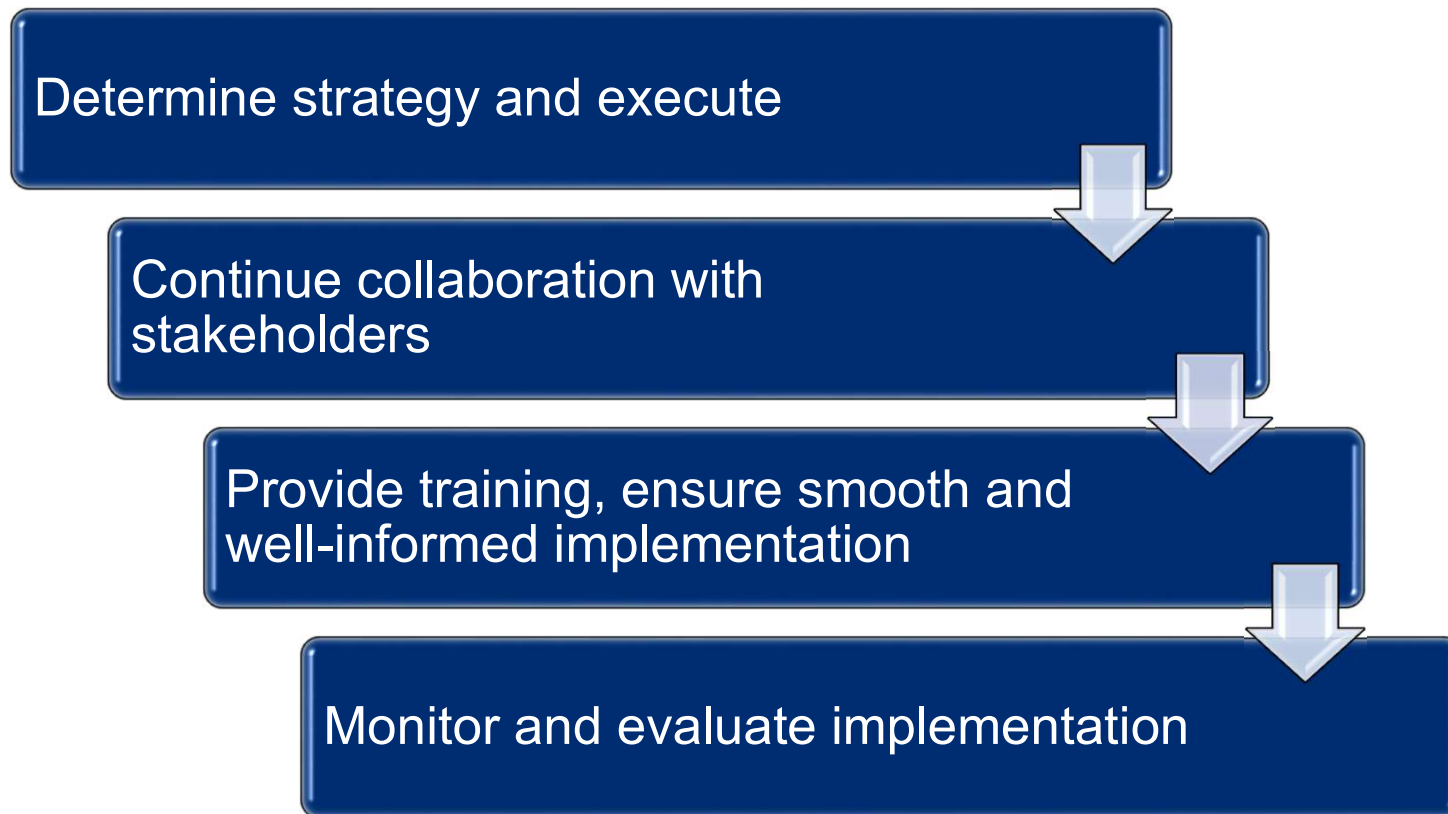 Determine strategy and execute
Continue collaboration with
stakeholders
Provide training, ensure smooth and
well-informed implementation
Monitor and evaluate implementation